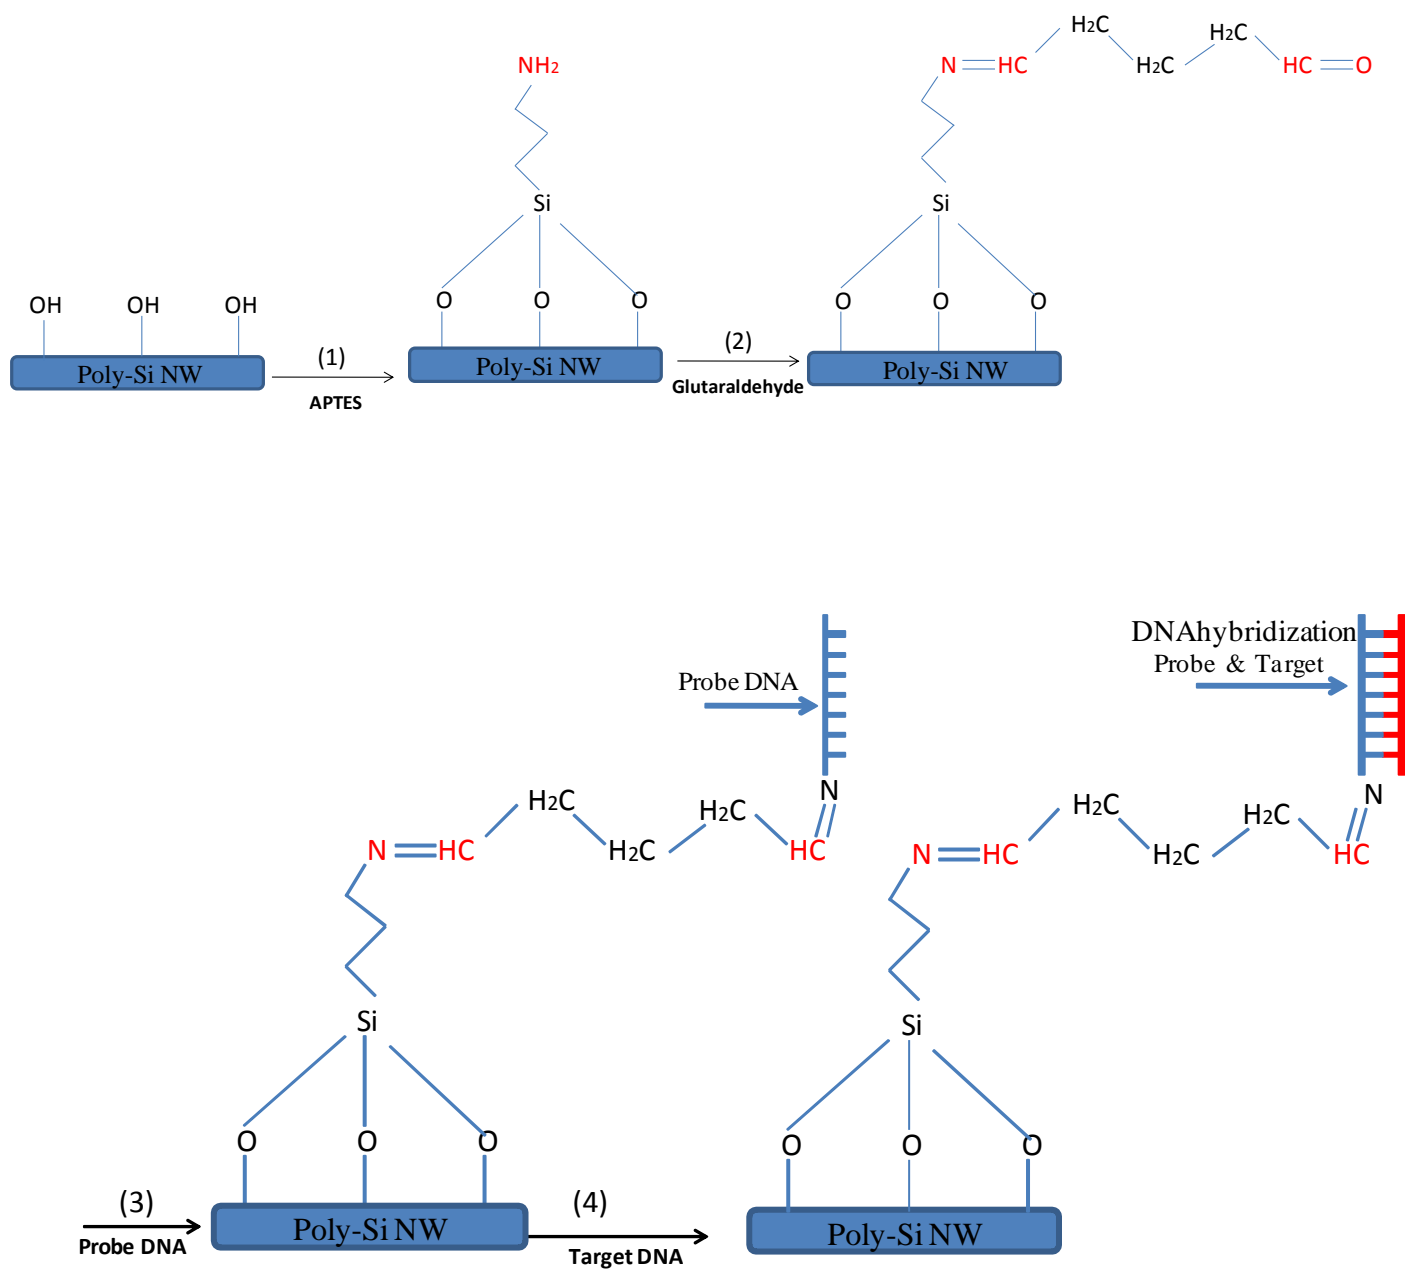 H2C
H2C
NH2
N
HC
H2C
HC
O
Si
Si
OH
OH
OH
O
O
O
O
O
O
(1)
(2)
Poly-Si NW
Poly-Si NW
Poly-Si NW
APTES
Glutaraldehyde
DNAhybridization
Probe & Target
Probe DNA
N
N
H2C
H2C
H2C
H2C
N
HC
H2C
HC
N
HC
H2C
HC
Si
Si
O
O
O
O
O
O
(3)
(4)
Poly-Si NW
Poly-Si NW
Probe DNA
Target DNA